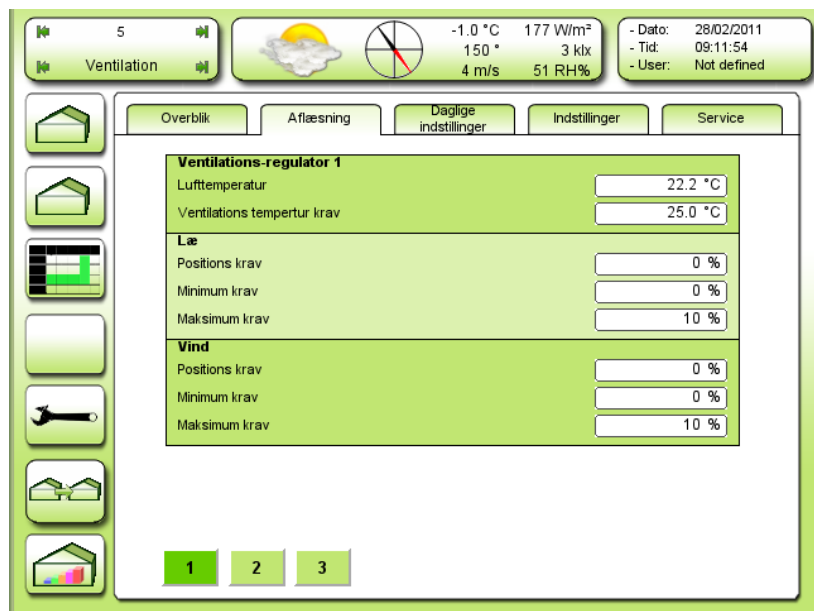 5
Ventilation
-1.0 °C 177 W/m²
150 ° 3 klx
4 m/s 51 RH%
- Dato: 28/02/2011
- Tid: 09:11:54
- User: Not defined
Overblik
Aflæsning
Daglige
indstillinger
Indstillinger
Service
Ventilations-regulator 1
Lufttemperatur 22.2 °C
Ventilations tempertur krav 25.0 °C
Læ
Positions krav 0 %
Minimum krav 0 %
Maksimum krav 10 %
Vind
Positions krav 0 %
Minimum krav 0 %
Maksimum krav 10 %
1 2 3